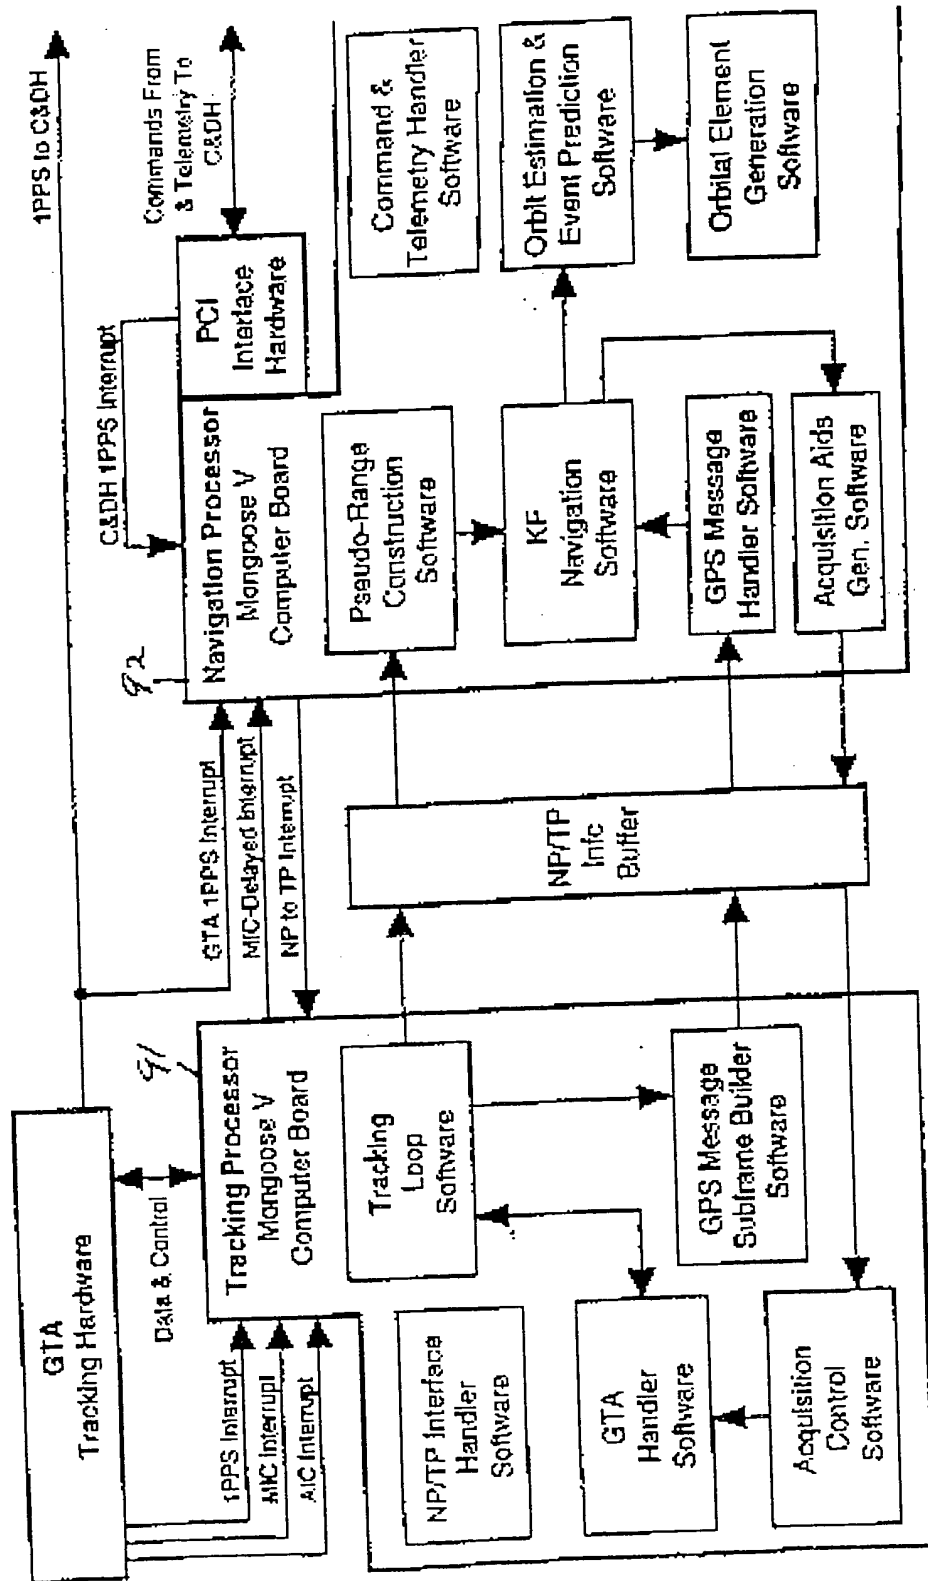 GTA
Tracking Hardware
1PPS to C&DH
Data & Control
1PPS Interrupt
MIC Interrupt
AIC Interrupt
91
Tracking Processor
Mongoose V
Computer Board
GTA 1PPS Interrupt
MIC-Delayed Interrupt
NP to TP Interrupt
92
Navigation Processor
Mongoose V
Computer Board
C&DH 1PPS Interrupt
PCI
Interface
Hardware
Commands From
& Telemetry To
C&DH
NP/TP Interface
Handler
Software
Tracking
Loop
Software
GTA
Handler
Software
GPS Message
Subframe Builder
Software
Acquisition
Control
Software
NP/TP
Info
Buffer
Pseudo-Range
Construction
Software
KF
Navigation
Software
GPS Message
Handler Software
Acquisition Aids
Gen. Software
Command &
Telemetry Handler
Software
Orbit Estimation &
Event Prediction
Software
Orbital Element
Generation
Software